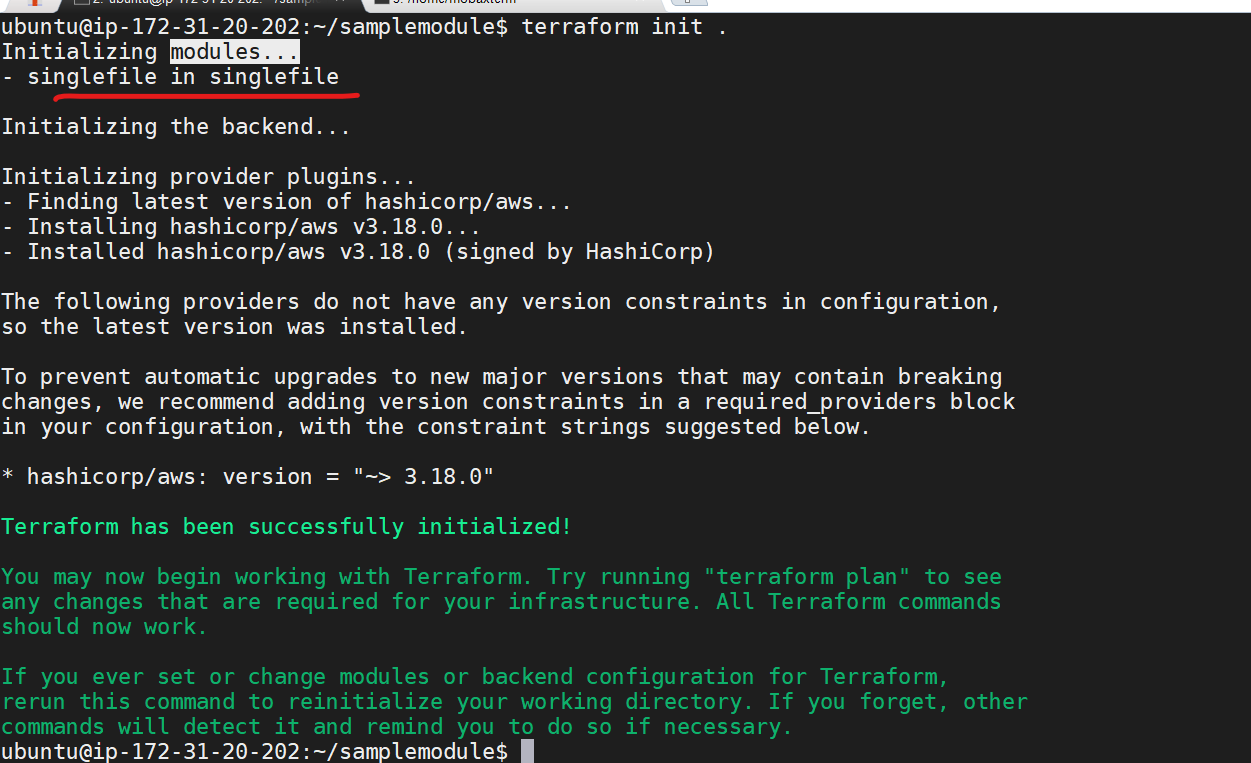 ubuntu@ip-172-31-20-202:~/samplemodule$ terraform init .
Initializing modules...
- singlefile in singlefile
Initializing the backend...
Initializing provider plugins...
- Finding latest version of hashicorp/aws...
- Installing hashicorp/aws v3.18.0...
- Installed hashicorp/aws v3.18.0 (signed by HashiCorp)
The following providers do not have any version constraints in configuration,
so the latest version was installed.
To prevent automatic upgrades to new major versions that may contain breaking
changes, we recommend adding version constraints in a required_providers block
in your configuration, with the constraint strings suggested below.
* hashicorp/aws: version = "~> 3.18.0"
Terraform has been successfully initialized!
You may now begin working with Terraform. Try running "terraform plan" to see
any changes that are required for your infrastructure. All Terraform commands
should now work.
If you ever set or change modules or backend configuration for Terraform,
rerun this command to reinitialize your working directory. If you forget, other
commands will detect it and remind you to do so if necessary.
ubuntu@ip-172-31-20-202:~/samplemodule$